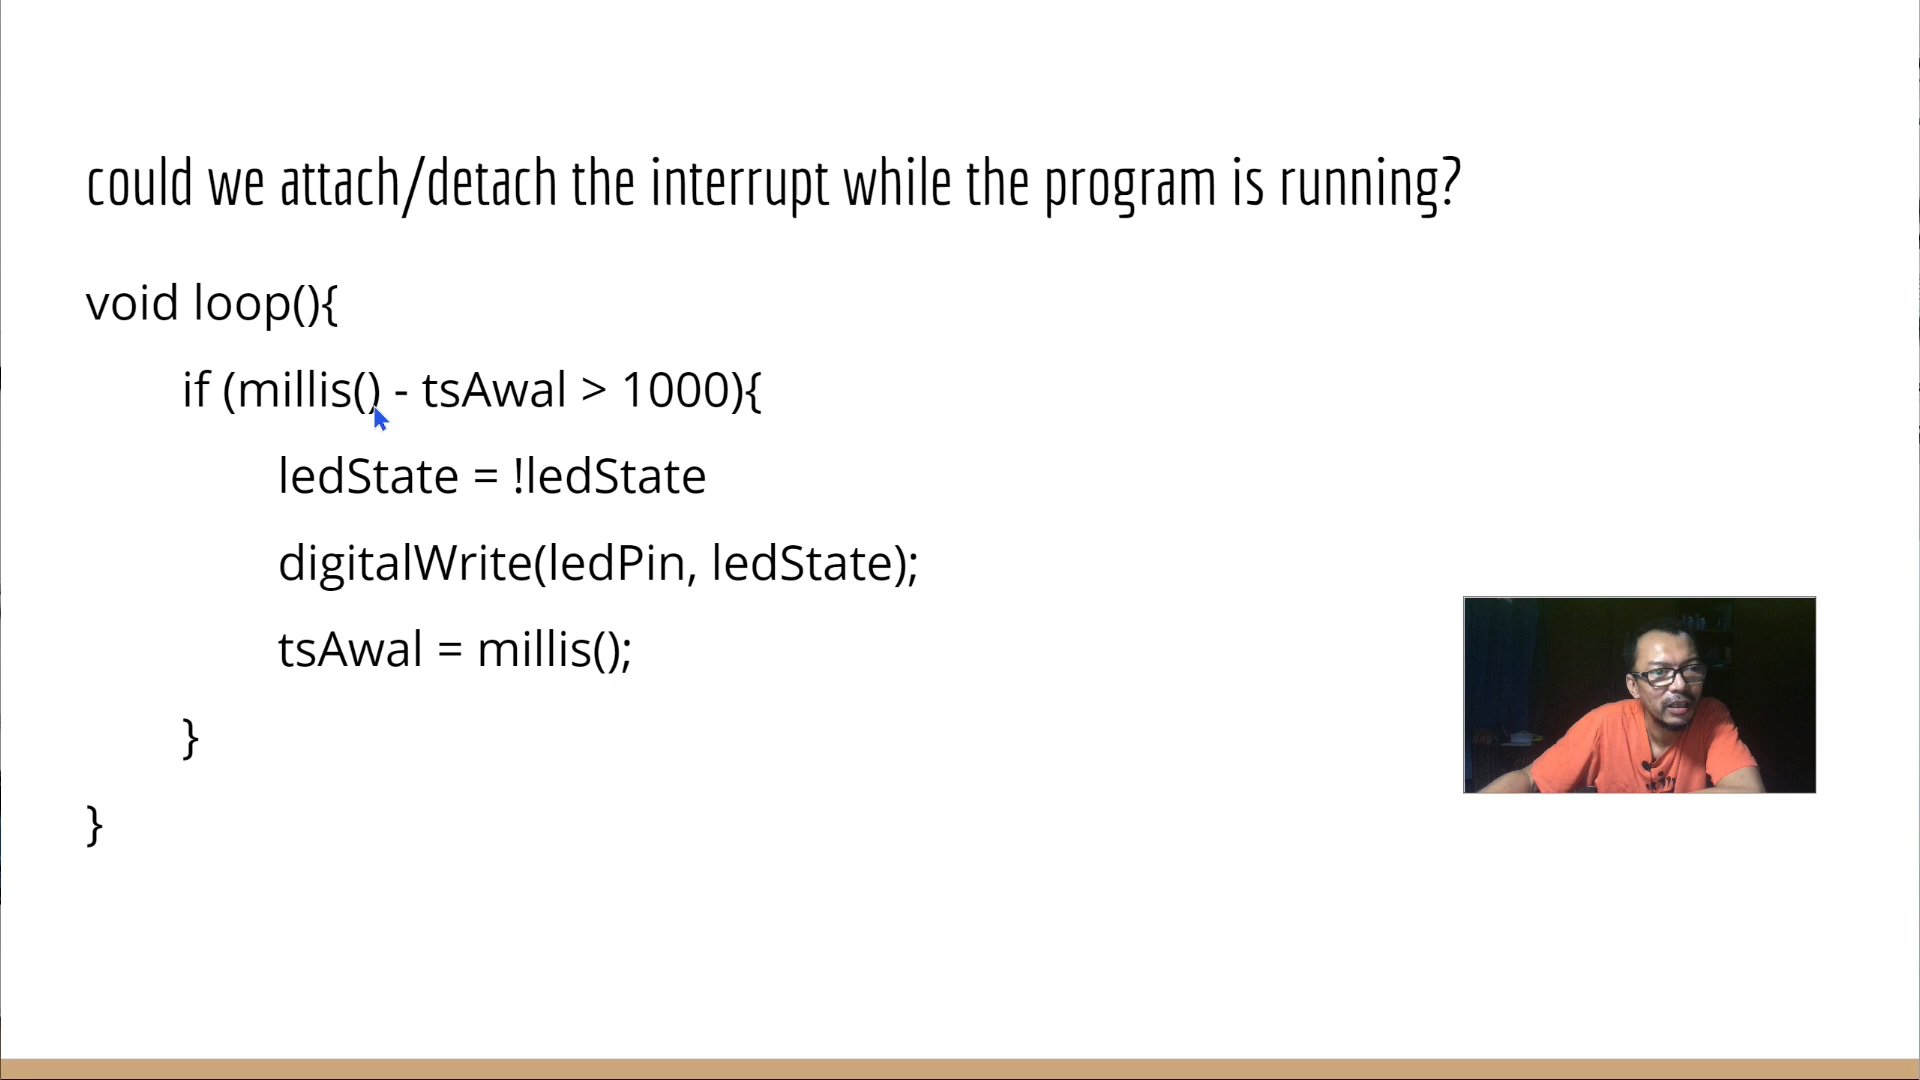 could we attach/detach the interrupt while the program is running?
void loop(){
if (millis() - tsAwal > 1000){
ledState = !ledState
digitalWrite(ledPin, ledState);
tsAwal = millis();
}
}